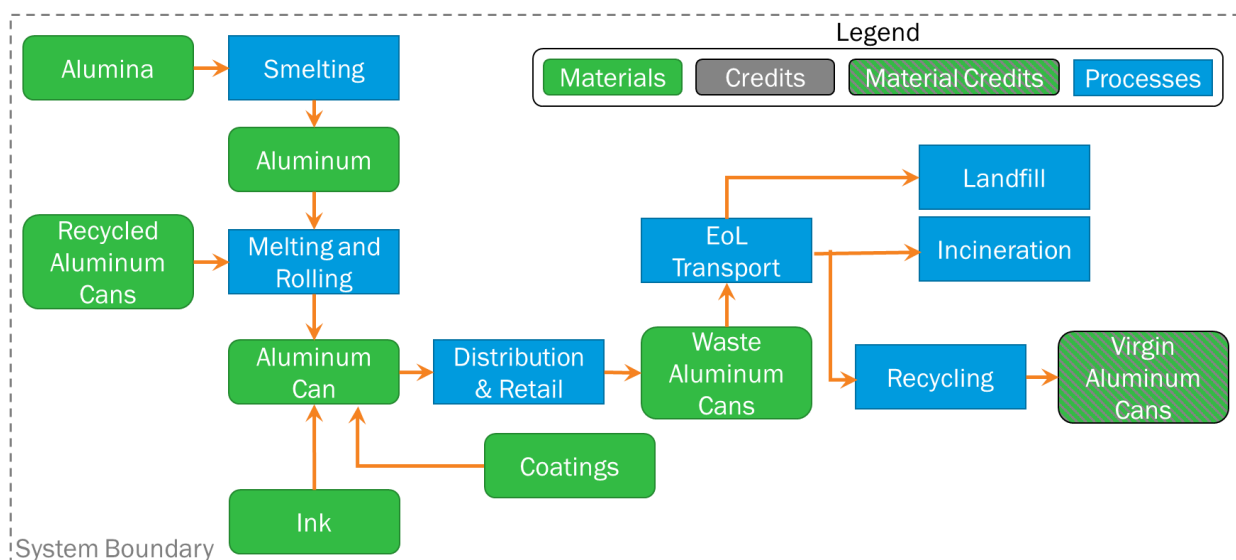 Legend
Materials
Credits
Material Credits
Processes
Alumina
Smelting
Aluminum
Recycled
Aluminum
Cans
Melting and
Rolling
Aluminum
Can
Distribution
& Retail
Waste
Aluminum
Cans
EoL
Transport
Landfill
Incineration
Recycling
Virgin
Aluminum
Cans
Coatings
Ink
System Boundary